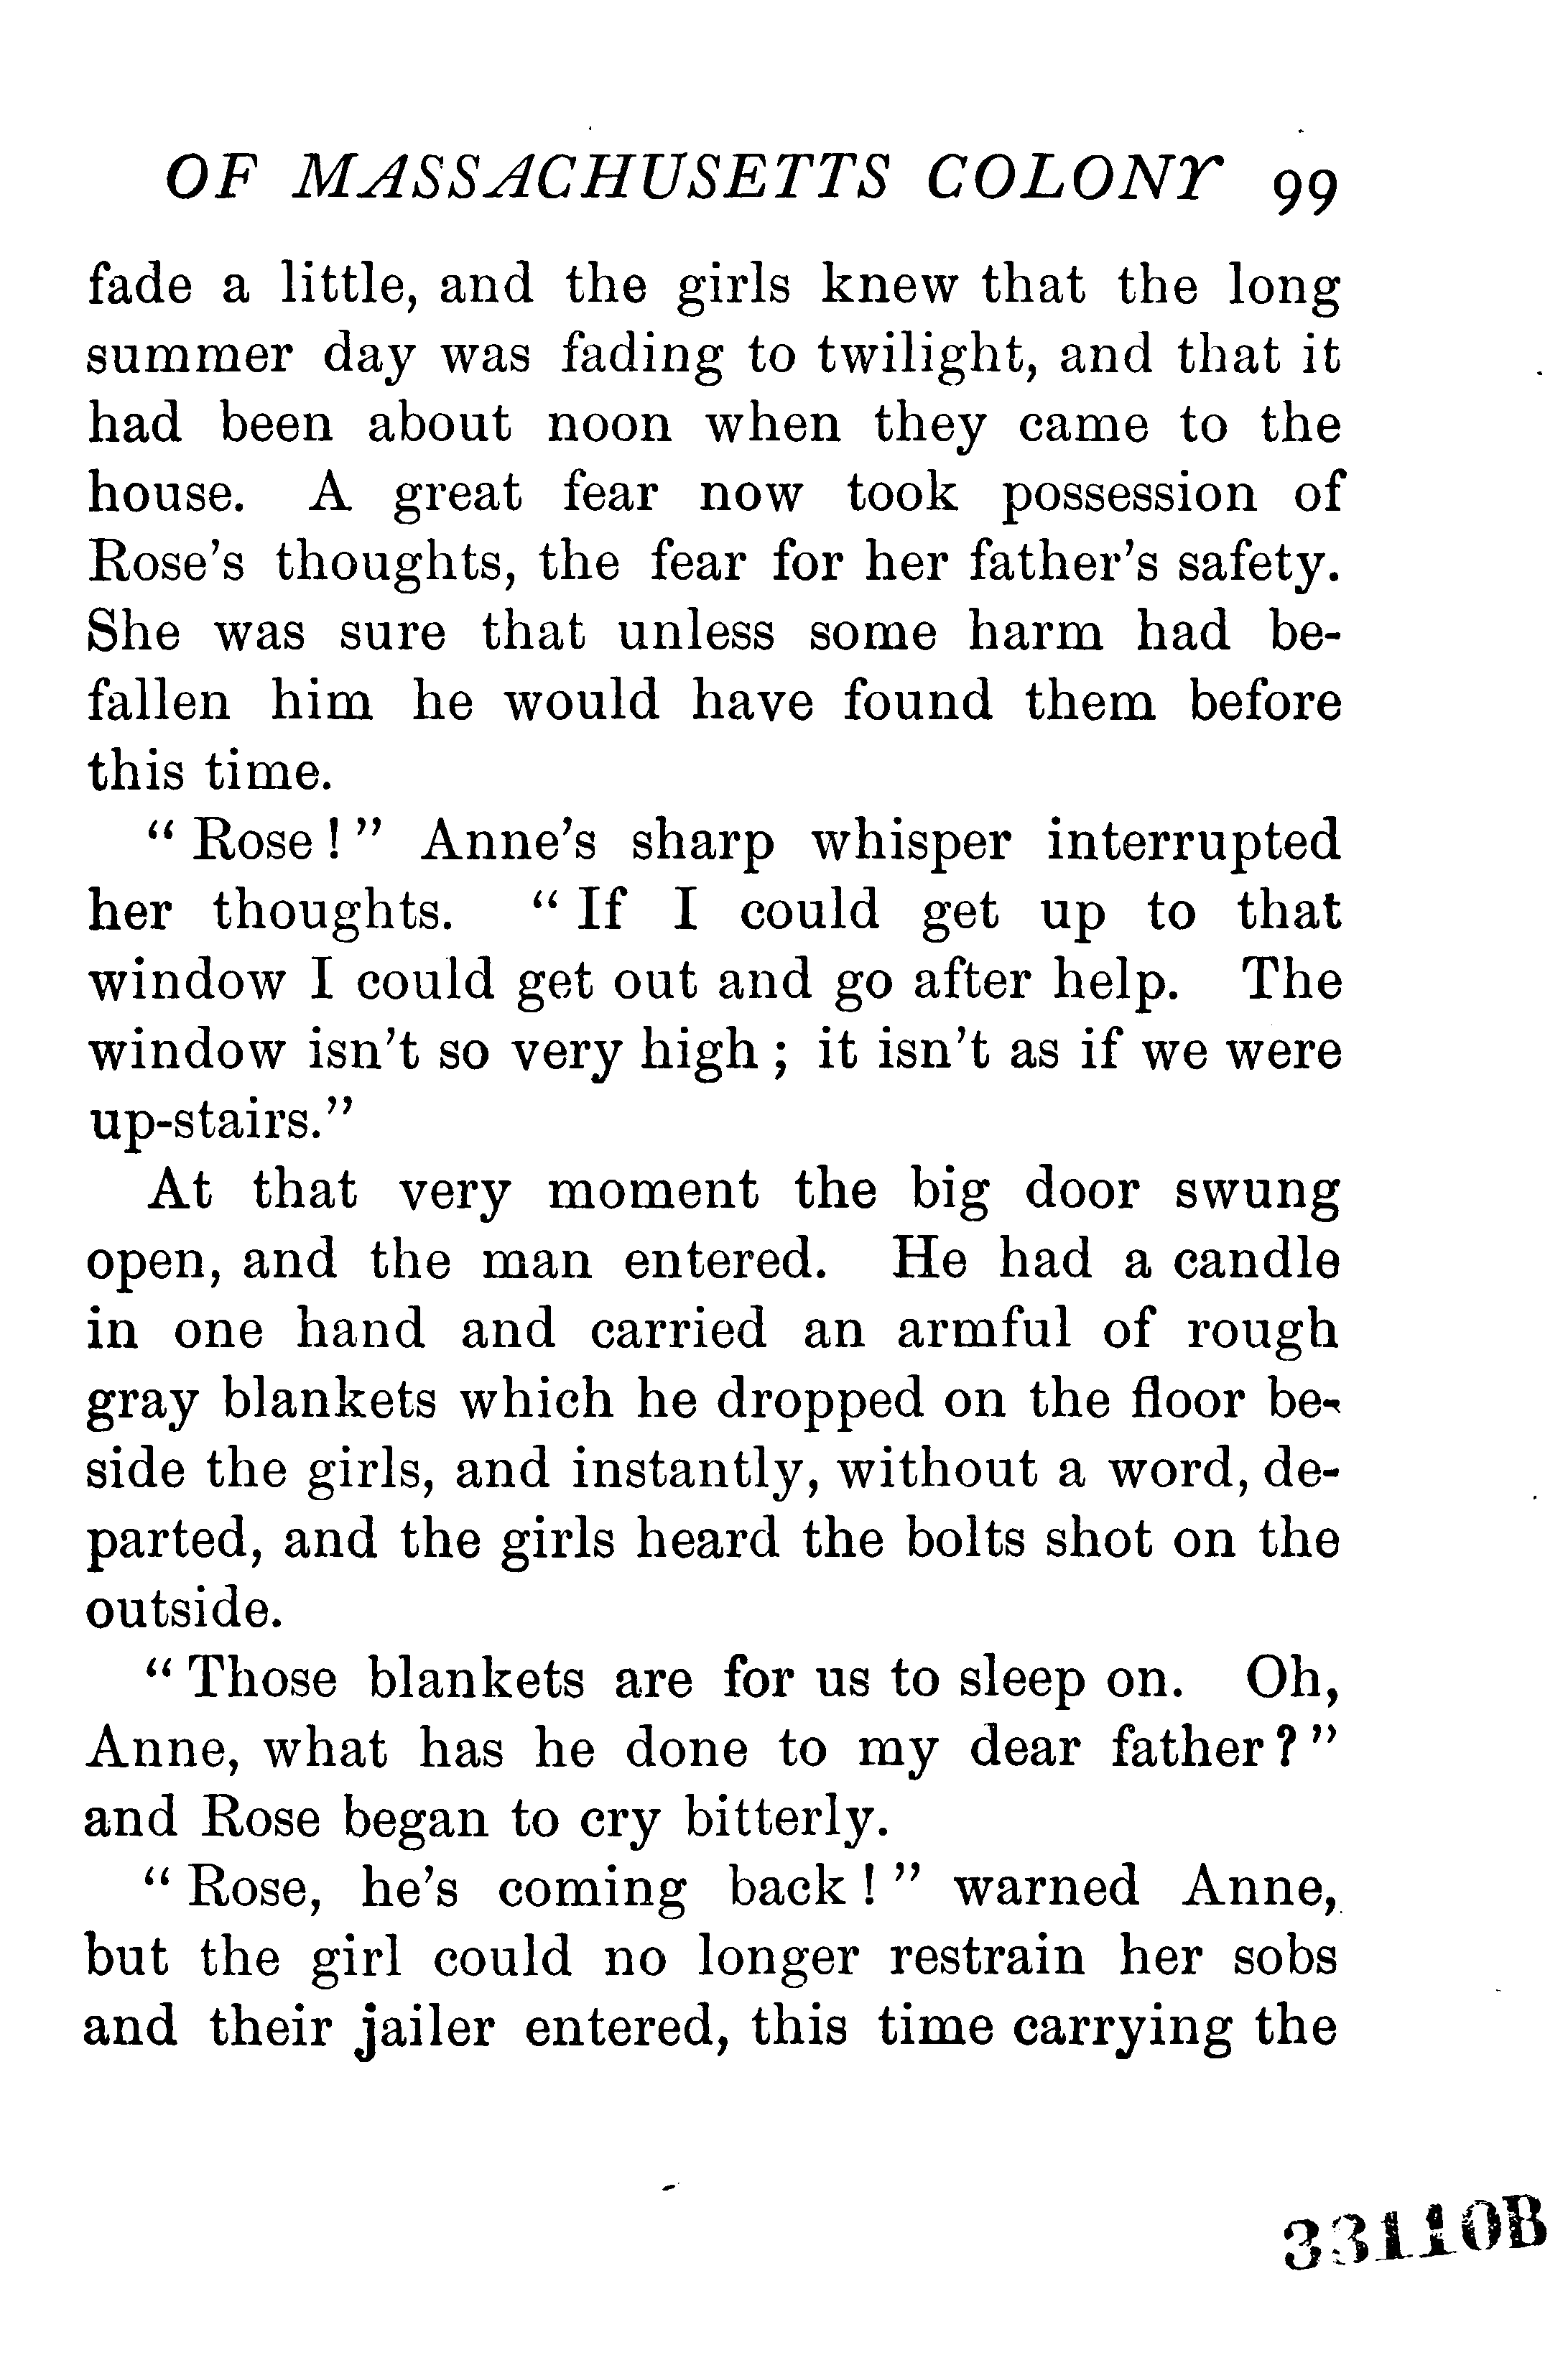 OF MASSACHUSETTS COLONY 99
fade a little, and the girls knew that the long
summer day was fading to twilight, and that it
had been about noon when they came to the
house. A great fear now took possession of
Rose's thoughts, the fear for her father's safety.
She was sure that unless some harm had be-
fallen him he would have found them before
this time.
"Rose!" Anne's sharp whisper interrupted
her thoughts. "If I could get up to that
window I could get out and go after help. The
window isn't so very high; it isn't as if we were
up-stairs."
At that very moment the big door swung
open, and the man entered. He had a candle
in one hand and carried an armful of rough
gray blankets which he dropped on the floor be-
side the girls, and instantly, without a word, de-
parted, and the girls heard the bolts shot on the
outside.
"Those blankets are for us to sleep on. Oh,
Anne, what has he done to my dear father?"
and Rose began to cry bitterly.
"Rose, he's coming back!" warned Anne,
but the girl could no longer restrain her sobs
and their jailer entered, this time carrying the
33110B